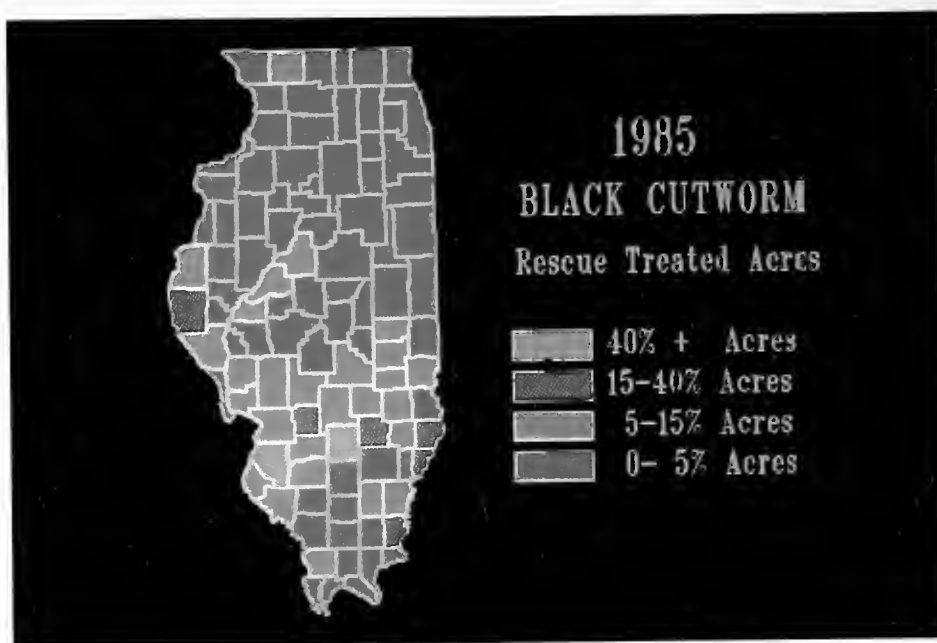 1985
BLACK CUTWORM
Rescue Treated Acres
40% + Acres
15-40% Acres
5-15% Acres
0- 5% Acres